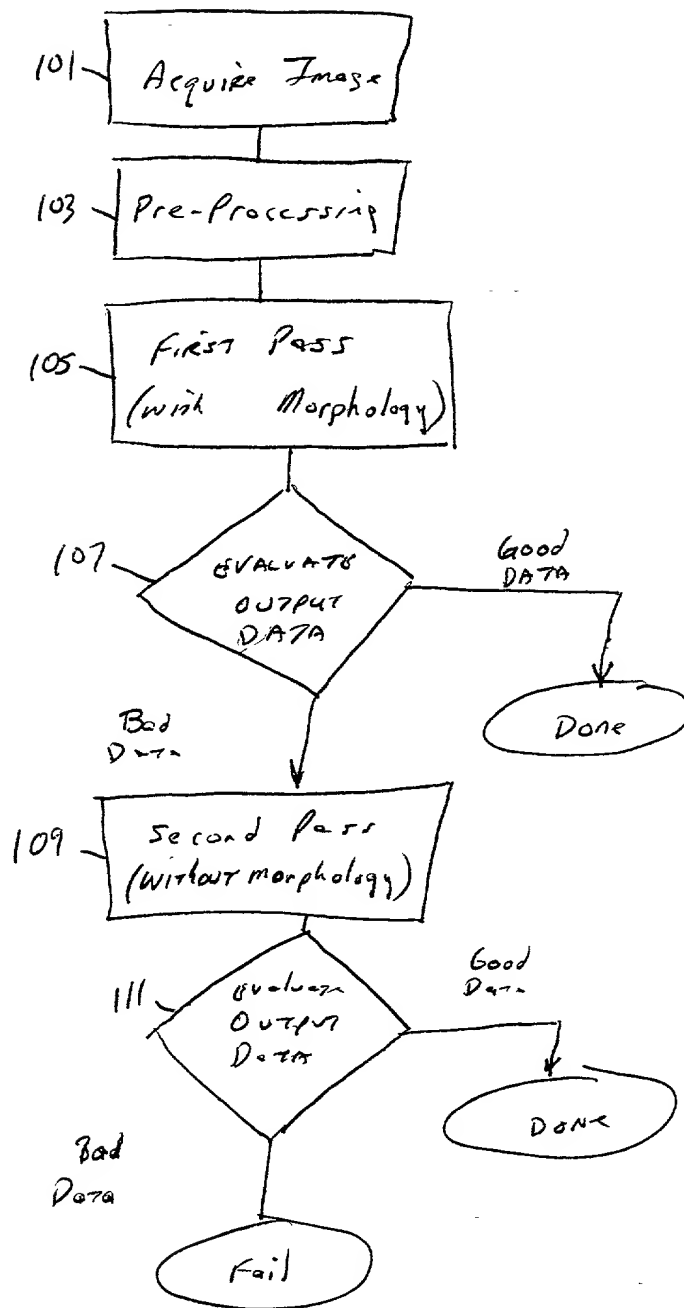 101
Acquire Image
103
Pre-Processing
105
First Pass
(with Morphology)
107
EVALUATE
OUTPUT
DATA
Good
DATA
Done
Bad
Data
109
Second Pass
(without morphology)
111
Evaluate
OUTPUT
Data
Good
Data
Done
Bad
Data
Fail